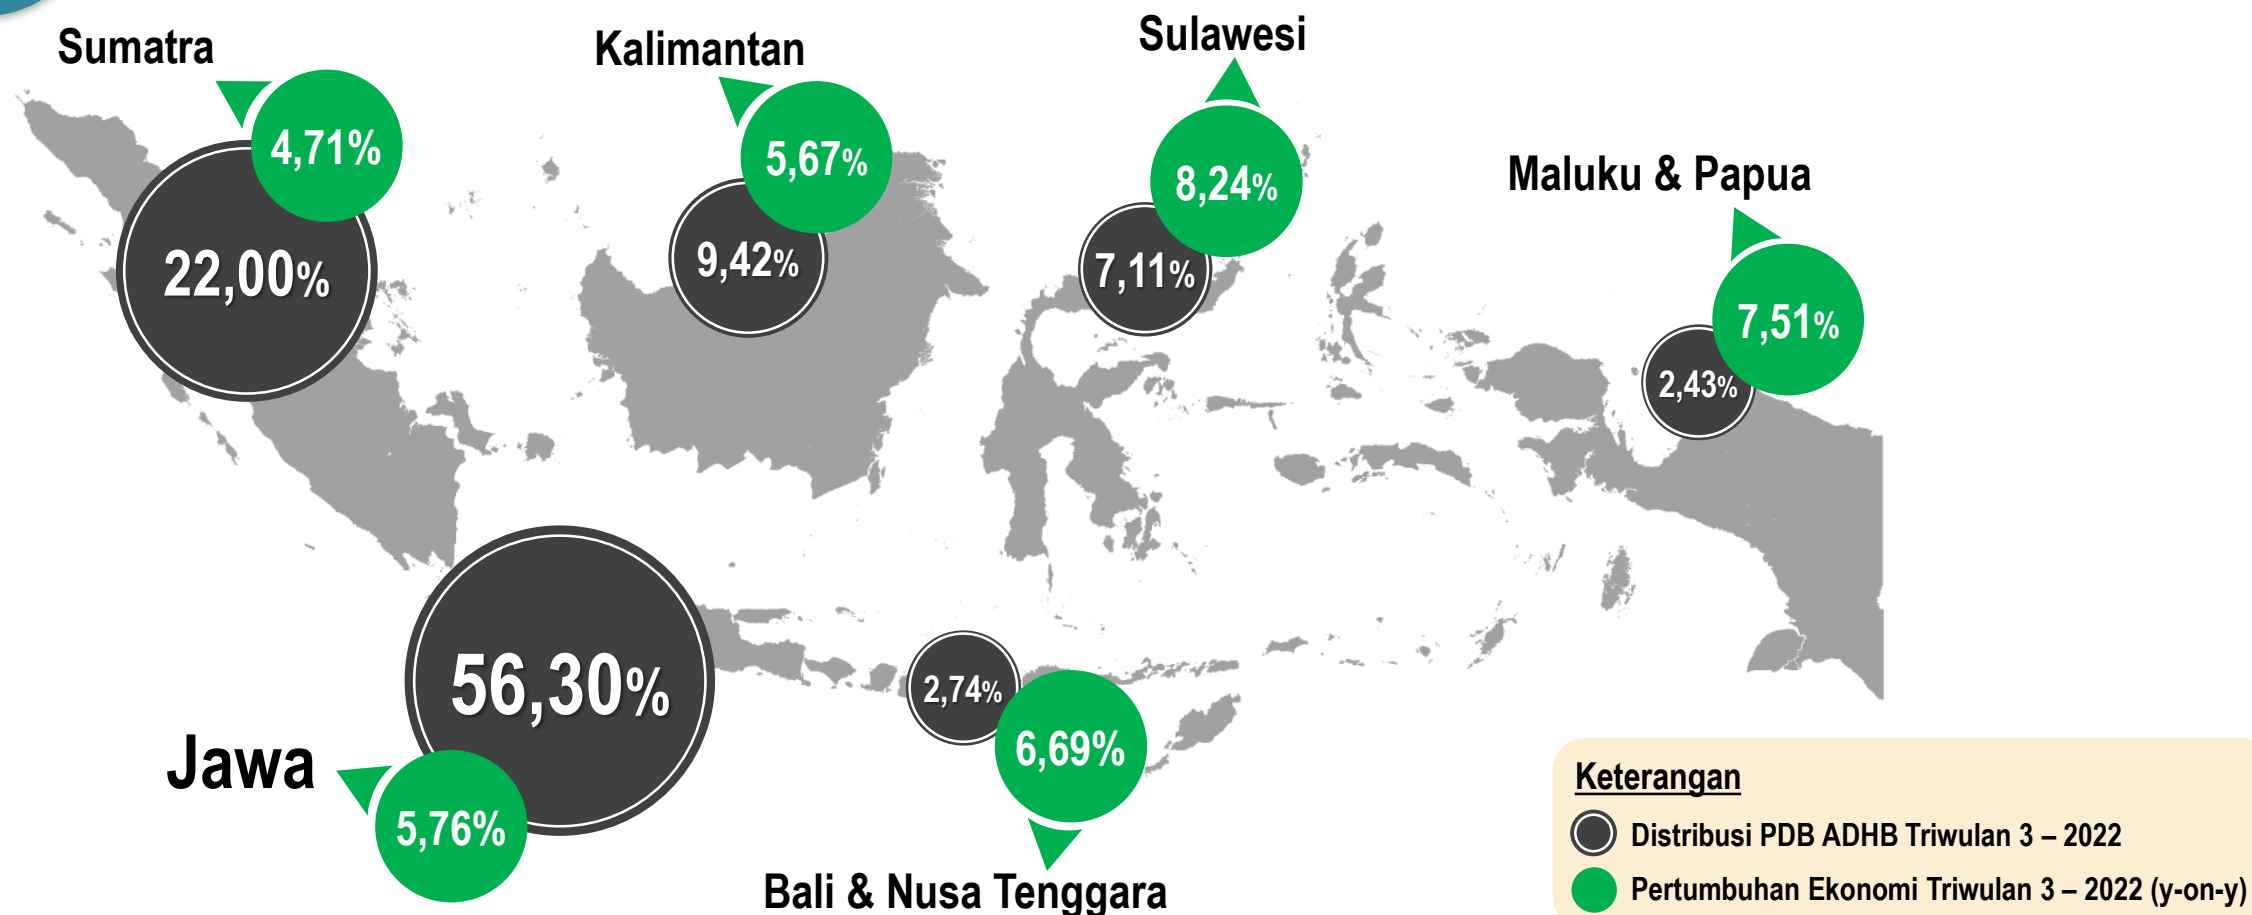 Sumatra
4,71%
22,00%
Kalimantan
5,67%
9,42%
Sulawesi
8,24%
7,11%
Maluku & Papua
7,51%
2,43%
56,30%
Jawa
5,76%
2,74%
6,69%
Bali & Nusa Tenggara
Keterangan
Distribusi PDB ADHB Triwulan 3 – 2022
Pertumbuhan Ekonomi Triwulan 3 – 2022 (y-on-y)